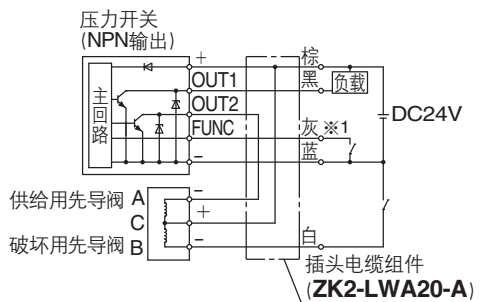 压力开关
(NPN输出)
+
棕
OUT1
黑
负载
OUT2
主回路
DC24V
FUNC
灰 ※1
−
蓝
供给用先导阀 A
−
C
+
破坏用先导阀 B
−
白
插头电缆组件
(ZK2-LWA20-A)